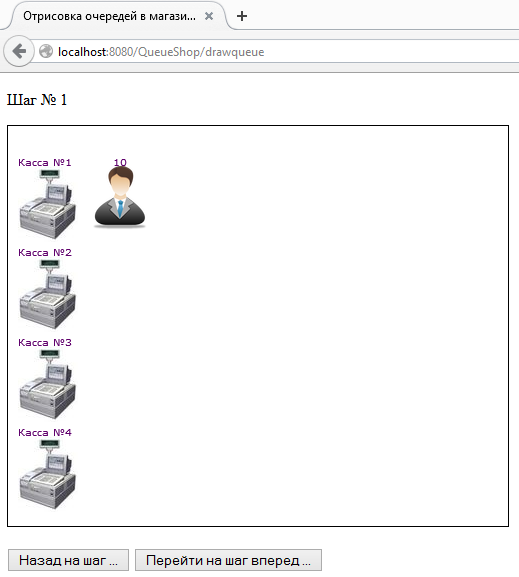 Отрисовка очередей в магази...
localhost:8080/QueueShop/drawqueue
Шаг № 1
Касса №1 10
Касса №2
Касса №3
Касса №4
Назад на шаг ... Перейти на шаг вперед ...